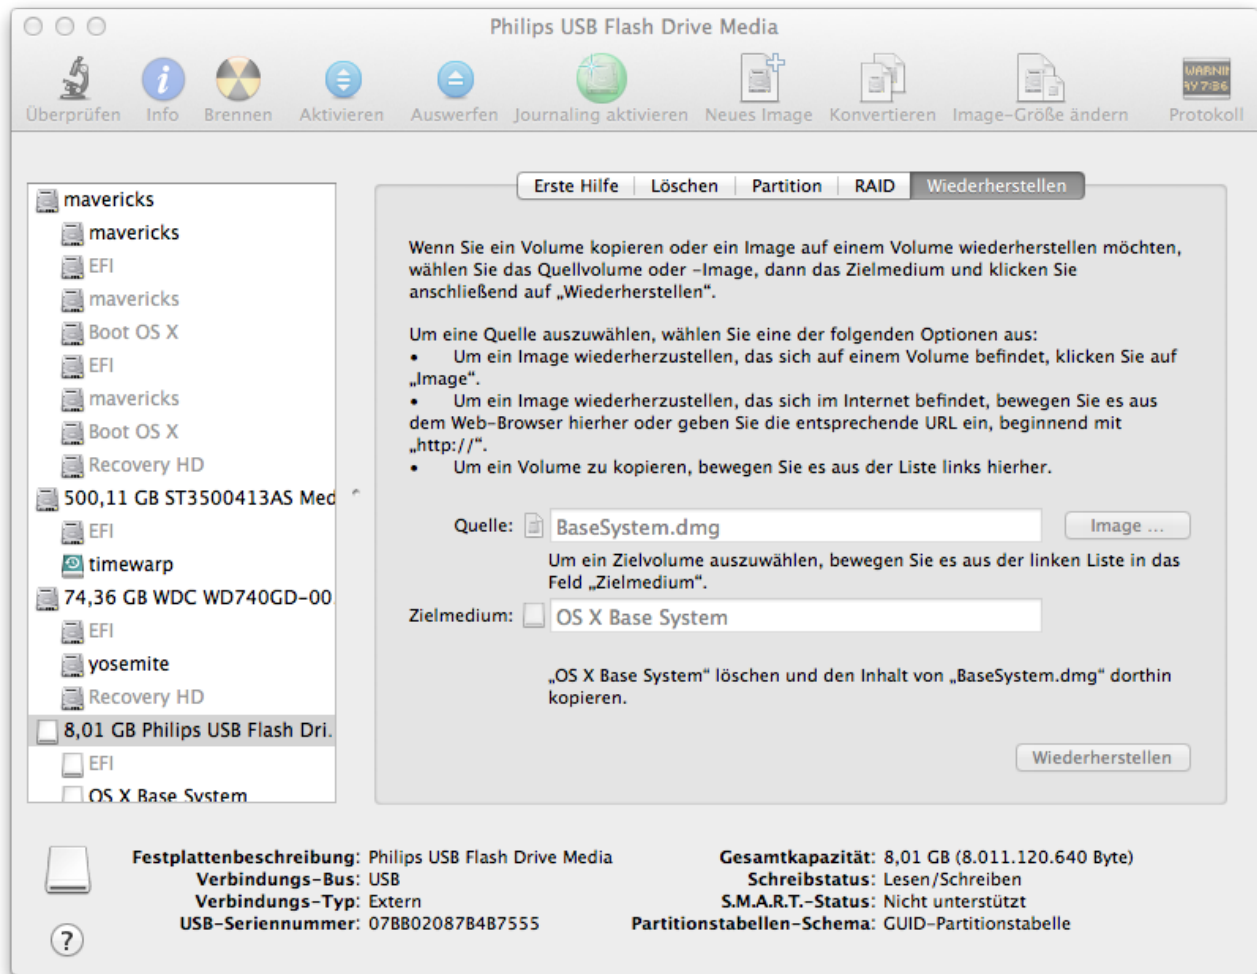 Philips USB Flash Drive Media
WARNIN
AY 7:36
Überprüfen Info Brennen Aktivieren Auswerfen Journaling aktivieren Neues Image Konvertieren Image-Größe ändern Protokoll
Erste Hilfe Löschen Partition RAID Wiederherstellen
mavericks
mavericks
EFI
mavericks
Boot OS X
EFI
mavericks
Boot OS X
Recovery HD
500,11 GB ST3500413AS Med
EFI
timewarp
74,36 GB WDC WD740GD-00
EFI
yosemite
Recovery HD
8,01 GB Philips USB Flash Dri.
EFI
OS X Base System
Wenn Sie ein Volume kopieren oder ein Image auf einem Volume wiederherstellen möchten,
wählen Sie das Quellvolume oder -Image, dann das Zielmedium und klicken Sie
anschließend auf „Wiederherstellen“.
Um eine Quelle auszuwählen, wählen Sie eine der folgenden Optionen aus:
• Um ein Image wiederherzustellen, das sich auf einem Volume befindet, klicken Sie auf
„Image“.
• Um ein Image wiederherzustellen, das sich im Internet befindet, bewegen Sie es aus
dem Web-Browser hierher oder geben Sie die entsprechende URL ein, beginnend mit
„http://“.
• Um ein Volume zu kopieren, bewegen Sie es aus der Liste links hierher.
Quelle: BaseSystem.dmg Image ...
Um ein Zielvolume auszuwählen, bewegen Sie es aus der linken Liste in das
Feld „Zielmedium“.
Zielmedium: OS X Base System
„OS X Base System“ löschen und den Inhalt von „BaseSystem.dmg“ dorthin
kopieren.
Wiederherstellen
Festplattenbeschreibung: Philips USB Flash Drive Media
Verbindungs-Bus: USB
Verbindungs-Typ: Extern
USB-Seriennummer: 07BB02087B4B7555
Gesamtkapazität: 8,01 GB (8.011.120.640 Byte)
Schreibstatus: Lesen/Schreiben
S.M.A.R.T.-Status: Nicht unterstützt
Partitionstabellen-Schema: GUID-Partitionstabelle
?